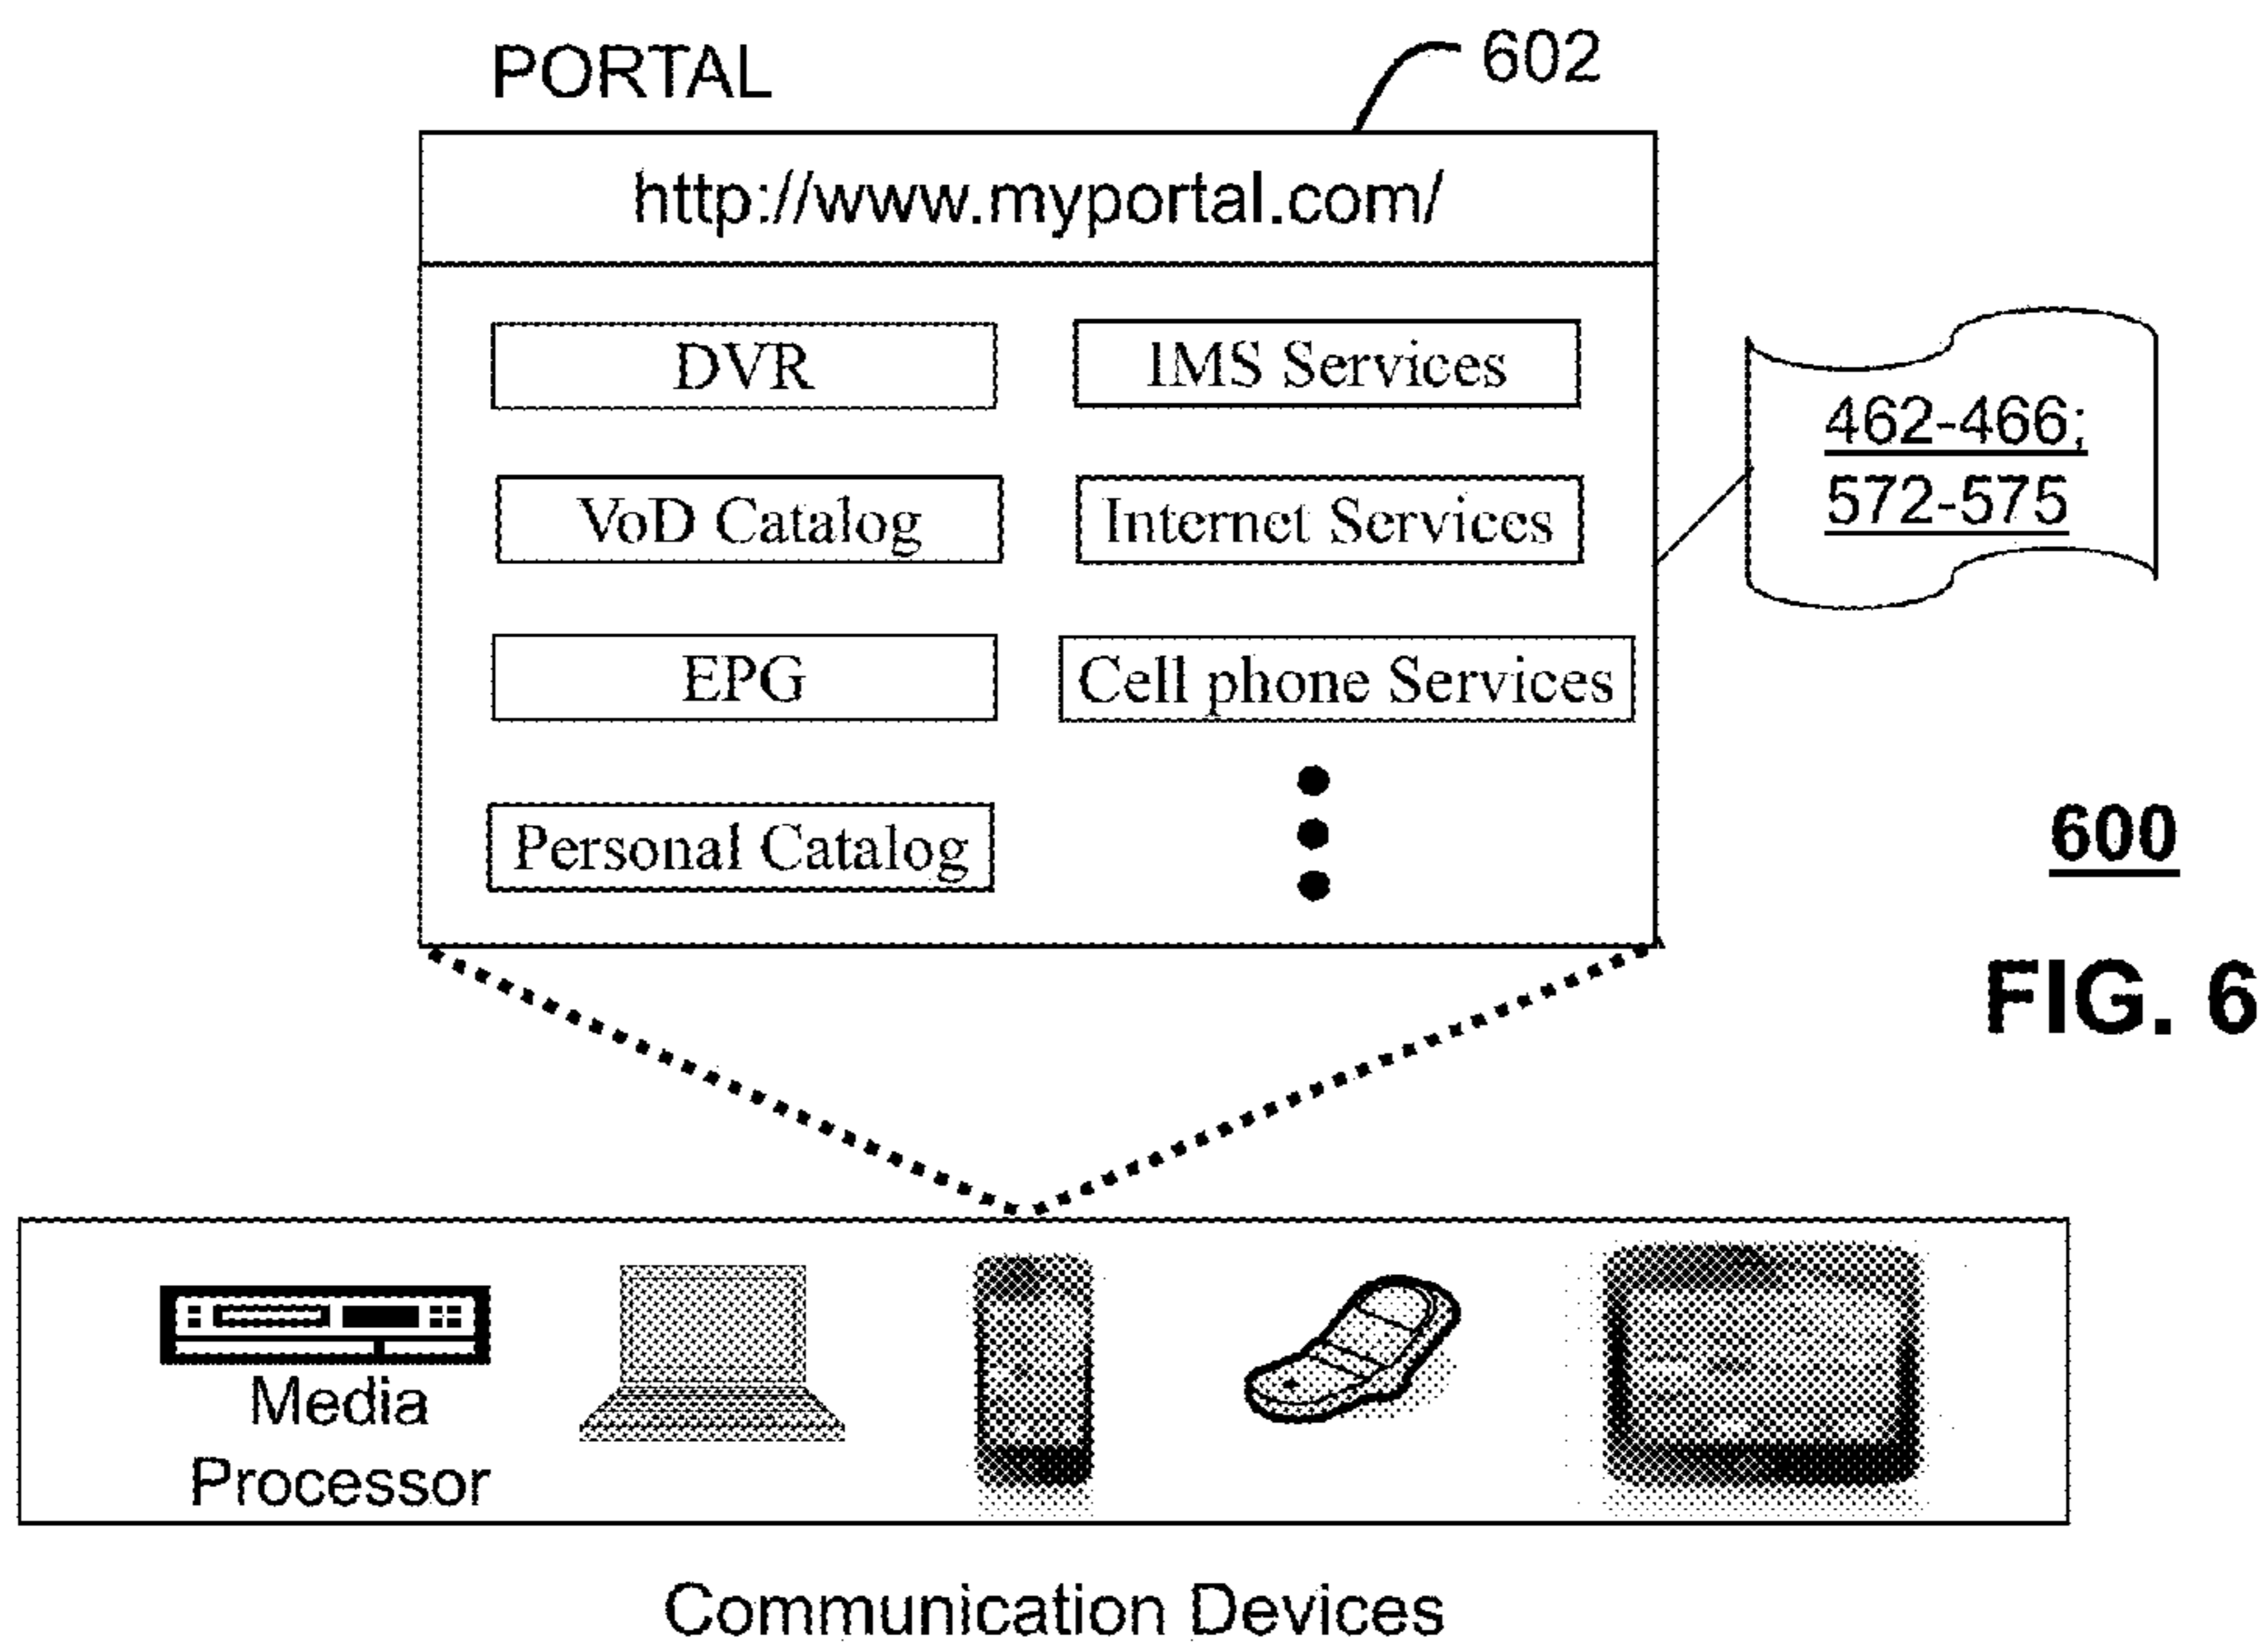 PORTAL
602
http://www.myportal.com/
DVR
IMS Services
VoD Catalog
Internet Services
EPG
Cell phone Services
Personal Catalog
462-466;
572-575
600
FIG. 6
Media
Processor
Communication Devices